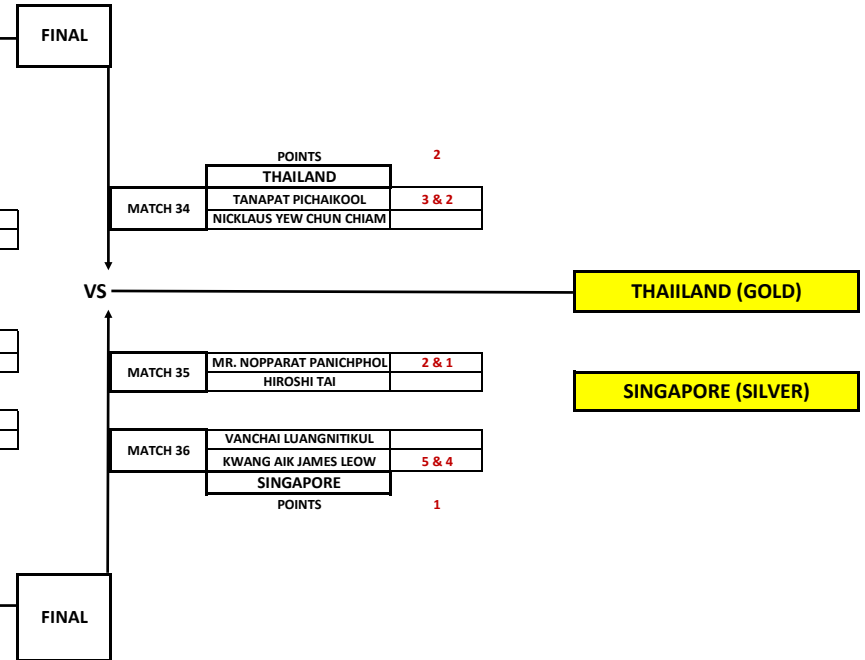 FINAL
POINTS 2
THAILAND
MATCH 34
TANAPAT PICHAIKOOL 3 & 2
NICKLAUS YEW CHUN CHIAM
VS
THAIILAND (GOLD)
MATCH 35
MR. NOPPARAT PANICHPHOL 2 & 1
HIROSHI TAI
SINGAPORE (SILVER)
MATCH 36
VANCHAI LUANGNITIKUL
KWANG AIK JAMES LEOW 5 & 4
SINGAPORE
POINTS 1
FINAL